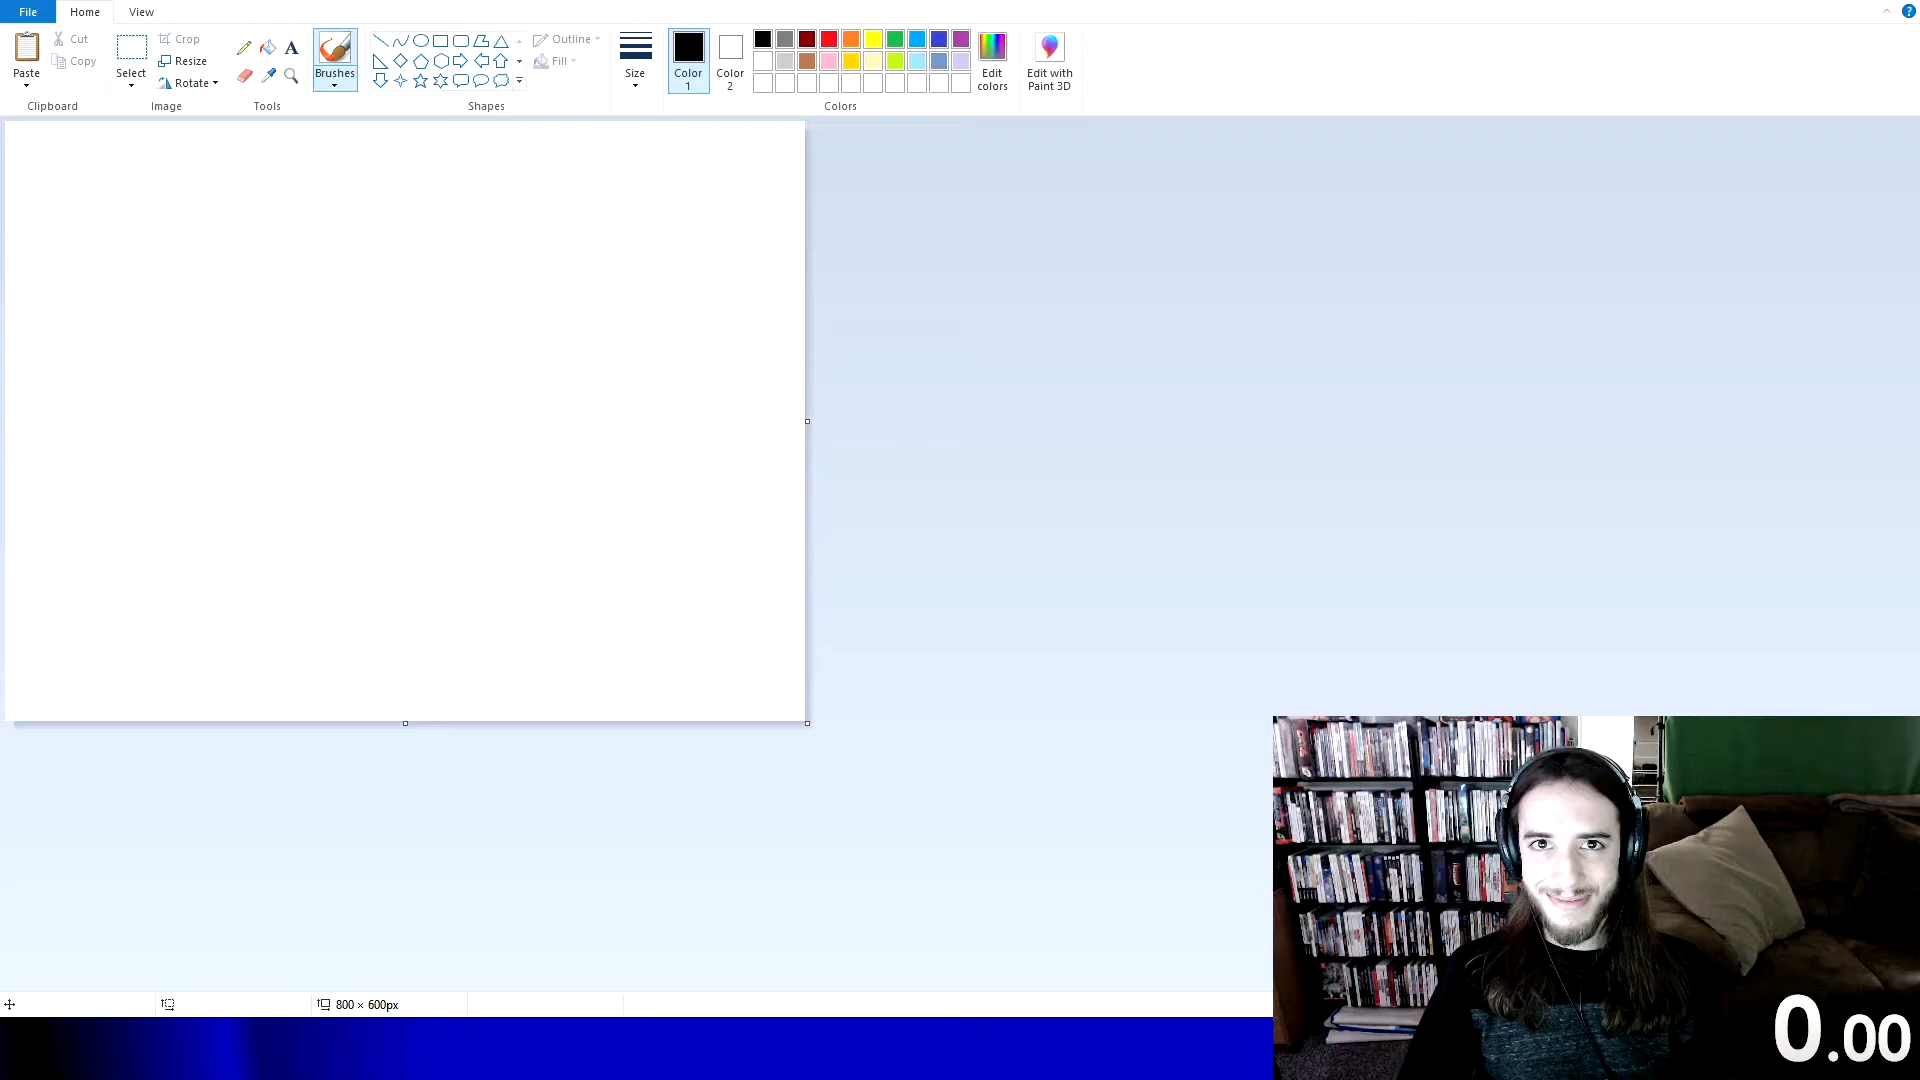 File Home View
Paste Cut Copy
Select Crop Resize Rotate
A
Brushes
Outline Fill
Size
Color 1
Color 2
Edit colors
Edit with Paint 3D
Clipboard Image Tools Shapes Colors
800 × 600px
0.00